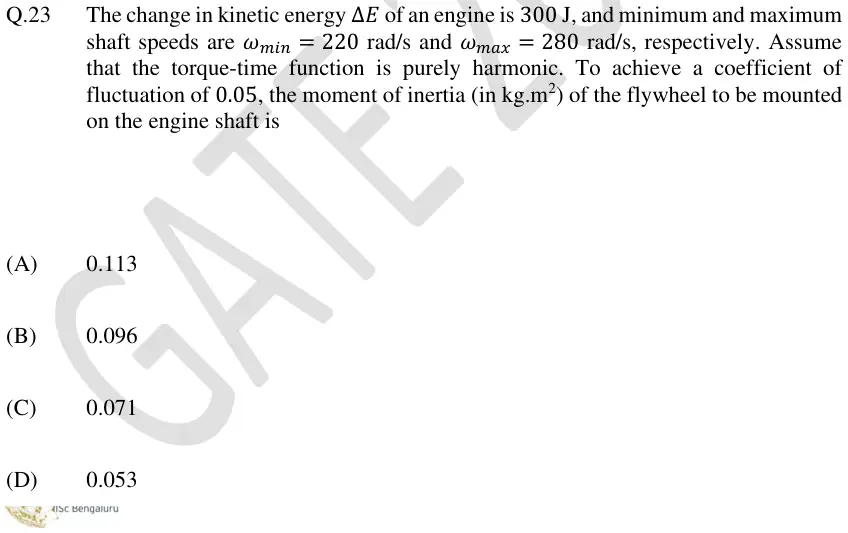 Q.23 The change in kinetic energy Δ𝐸 of an engine is 300 J, and minimum and maximum
shaft speeds are 𝜔𝑚𝑖𝑛 = 220 rad/s and 𝜔𝑚𝑎𝑥 = 280 rad/s, respectively. Assume
that the torque-time function is purely harmonic. To achieve a coefficient of
fluctuation of 0.05, the moment of inertia (in kg.m²) of the flywheel to be mounted
on the engine shaft is
(A) 0.113
(B) 0.096
(C) 0.071
(D) 0.053
IISc Bengaluru
GATE 20